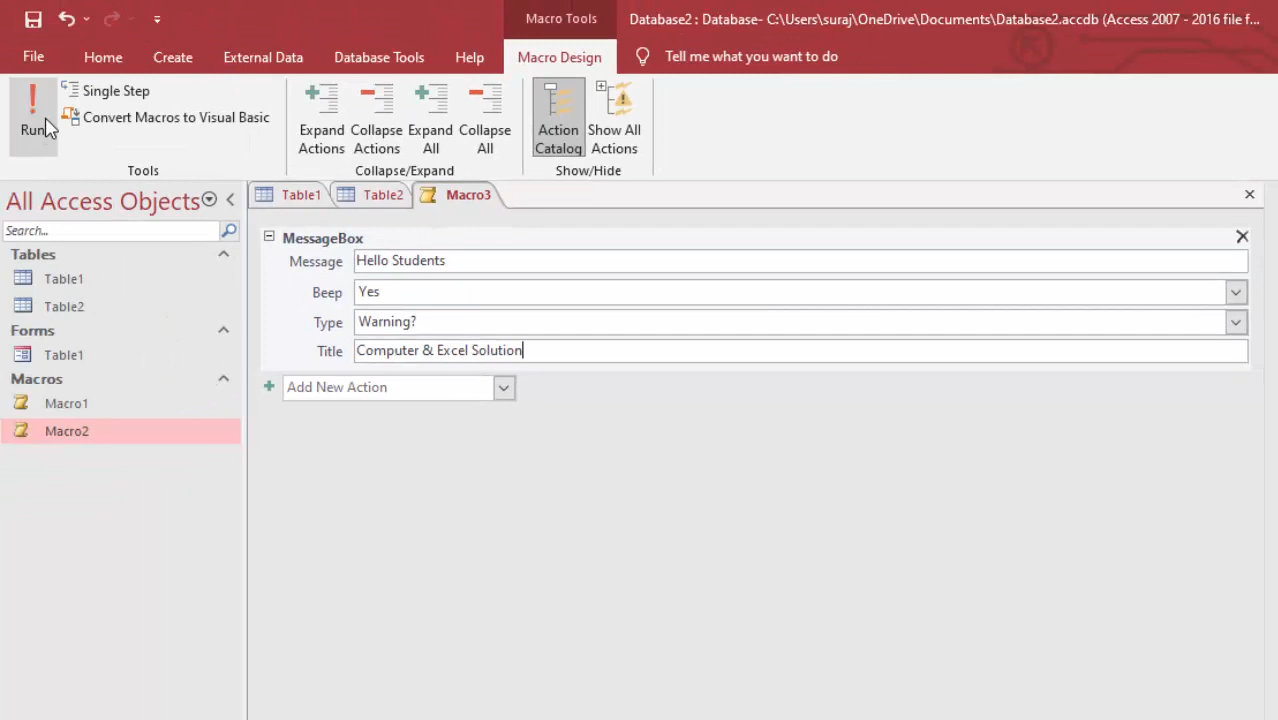 Macro Tools
Database2 : Database- C:\Users\suraj\OneDrive\Documents\Database2.accdb (Access 2007 - 2016 file f...
File
Home
Create
External Data
Database Tools
Help
Macro Design
Tell me what you want to do
Run
Single Step
Convert Macros to Visual Basic
Tools
Expand Actions
Collapse Actions
Expand All
Collapse All
Collapse/Expand
Action Catalog
Show All Actions
Show/Hide
All Access Objects
Search...
Tables
Table1
Table2
Forms
Table1
Macros
Macro1
Macro2
Table1
Table2
Macro3
MessageBox
Message Hello Students
Beep Yes
Type Warning?
Title Computer & Excel Solution
Add New Action